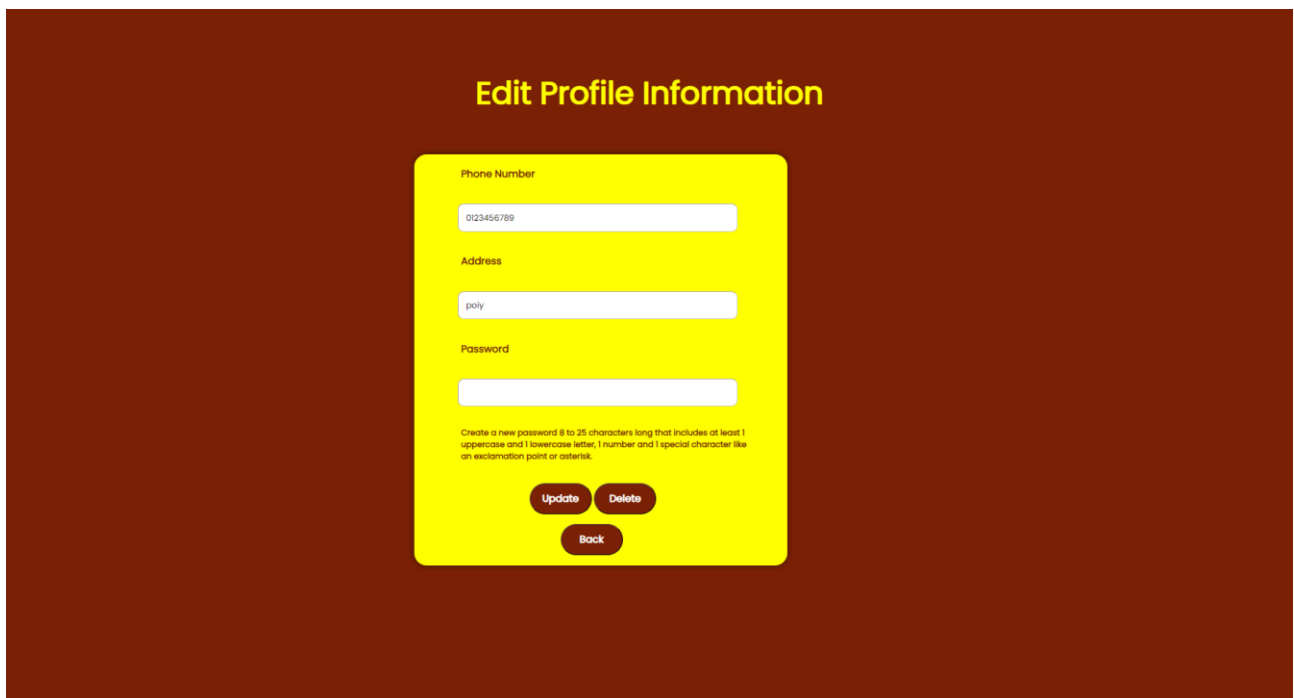 Edit Profile Information
Phone Number
0123456789
Address
poiy
Password
Create a new password 8 to 25 characters long that includes at least 1
uppercase and 1 lowercase letter, 1 number and 1 special character like
an exclamation point or asterisk.
Update Delete
Back